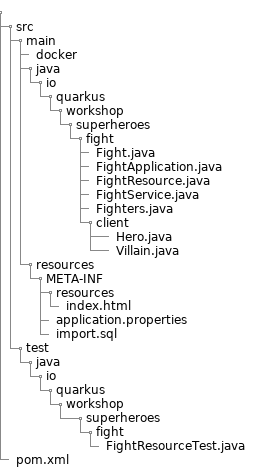 src
main
docker
java
io
quarkus
workshop
superheroes
fight
Fight.java
FightApplication.java
FightResource.java
FightService.java
Fighters.java
client
Hero.java
Villain.java
resources
META-INF
resources
index.html
application.properties
import.sql
test
java
io
quarkus
workshop
superheroes
fight
FightResourceTest.java
pom.xml